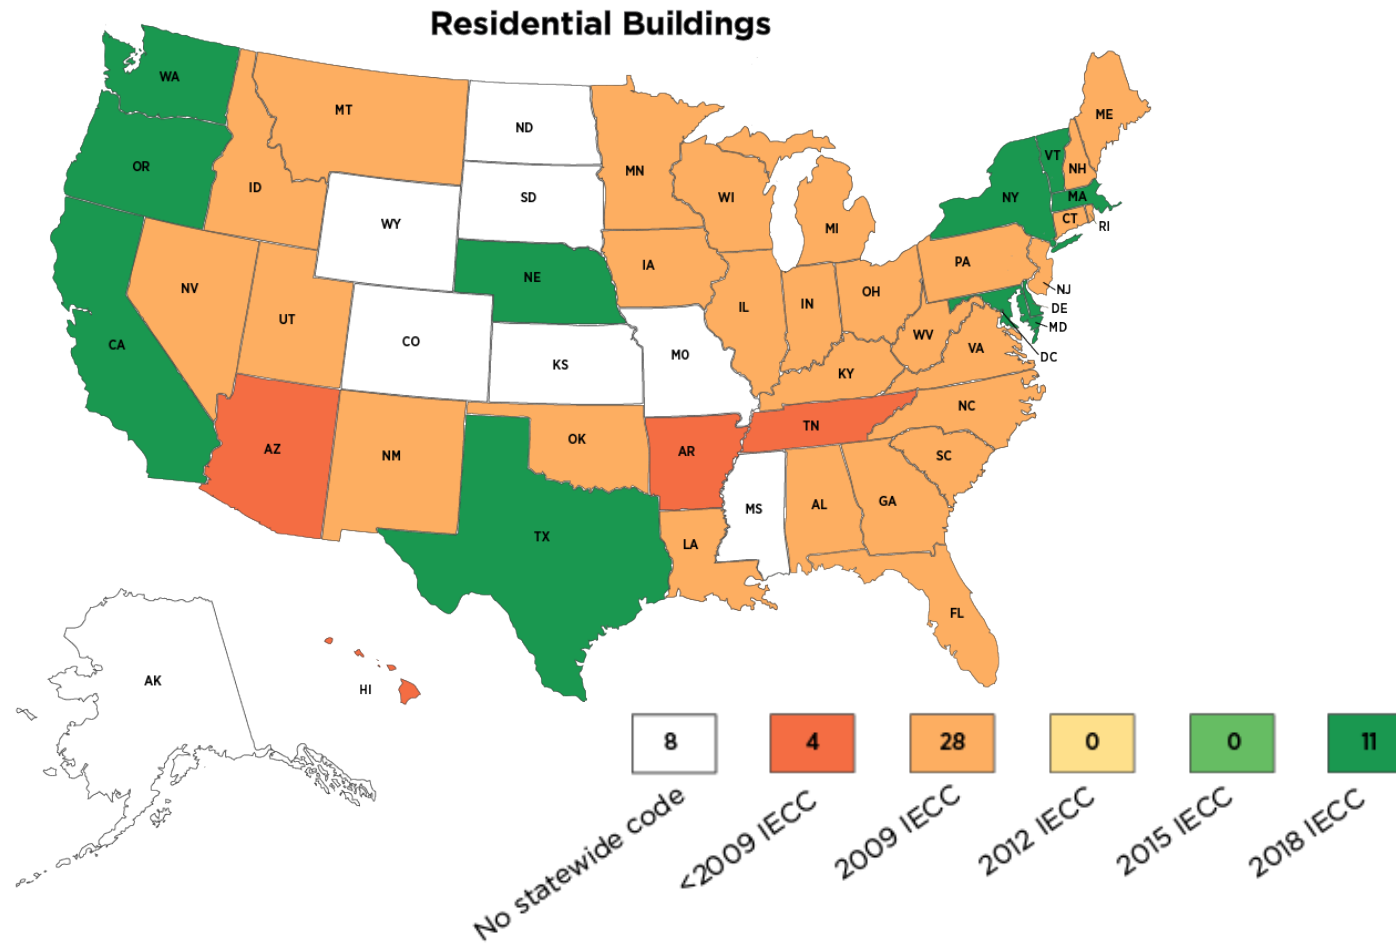 Residential Buildings
WA
MT
ND
ME
OR
ID
MN
VT
NH
SD
WI
NY
MA
WY
MI
CT
RI
NE
IA
PA
NV
UT
IL
IN
OH
NJ
DE
MD
CA
CO
KS
MO
WV
VA
DC
KY
AZ
NM
OK
AR
TN
NC
SC
TX
LA
MS
AL
GA
FL
AK
HI
8
4
28
0
0
11
No statewide code
<2009 IECC
2009 IECC
2012 IECC
2015 IECC
2018 IECC